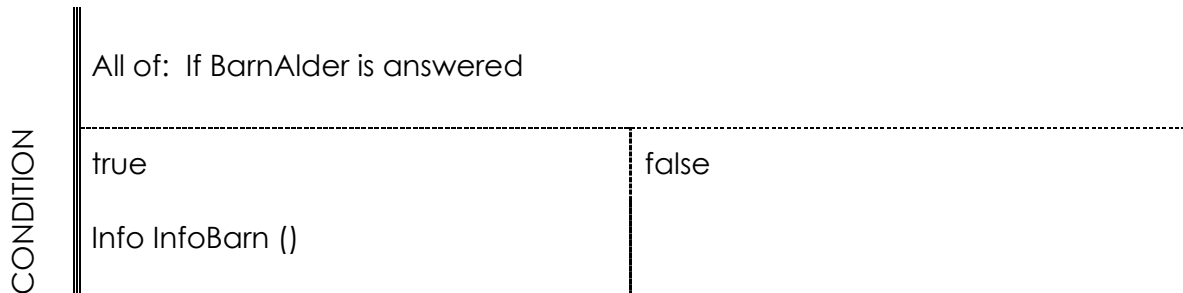 CONDITION
All of: If BarnAlder is answered
true
false
Info InfoBarn ()